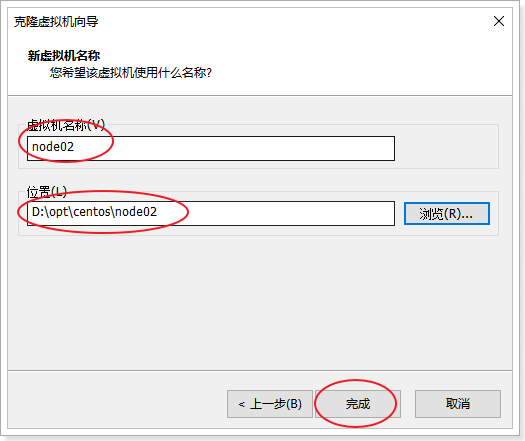 克隆虚拟机向导
新虚拟机名称
您希望该虚拟机使用什么名称?
虚拟机名称(V)
node02
位置(L)
D:\opt\centos\node02
浏览(R)...
< 上一步(B)
完成
取消